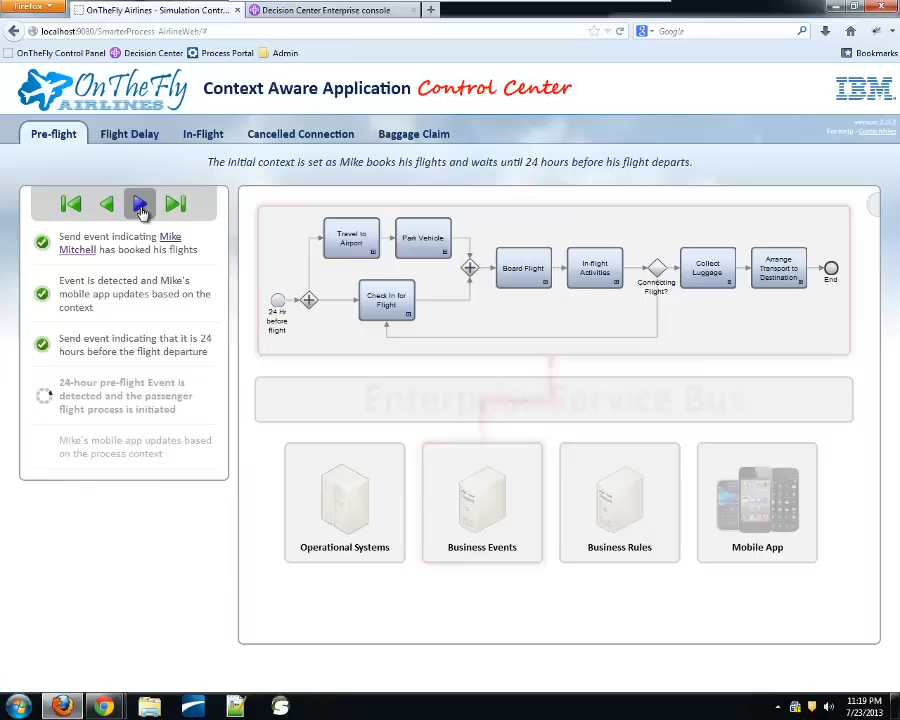 Firefox
OnTheFly Airlines - Simulation Contr...
Decision Center Enterprise console
localhost:9080/SmarterProcess-AirlineWeb/#
Google
OnTheFly Control Panel
Decision Center
Process Portal
Admin
Bookmarks
OnTheFly
AIRLINES
Context Aware Application Control Center
IBM
version 2.0.2
For help - Curtis Miles
Pre-flight
Flight Delay
In-Flight
Cancelled Connection
Baggage Claim
The initial context is set as Mike books his flights and waits until 24 hours before his flight departs.
Send event indicating Mike
Mitchell has booked his flights
Event is detected and Mike's
mobile app updates based on the
context
Send event indicating that it is 24
hours before the flight departure
24-hour pre-flight Event is
detected and the passenger
flight process is initiated
Mike's mobile app updates based
on the process context
24 Hr
before
flight
Travel to
Airport
Park Vehicle
Check In for
Flight
Board Flight
In-flight
Activities
Connecting
Flight?
Collect
Luggage
Arrange
Transport to
Destination
End
Enterprise Service Bus
Operational Systems
Business Events
Business Rules
Mobile App
11:19 PM
7/23/2013